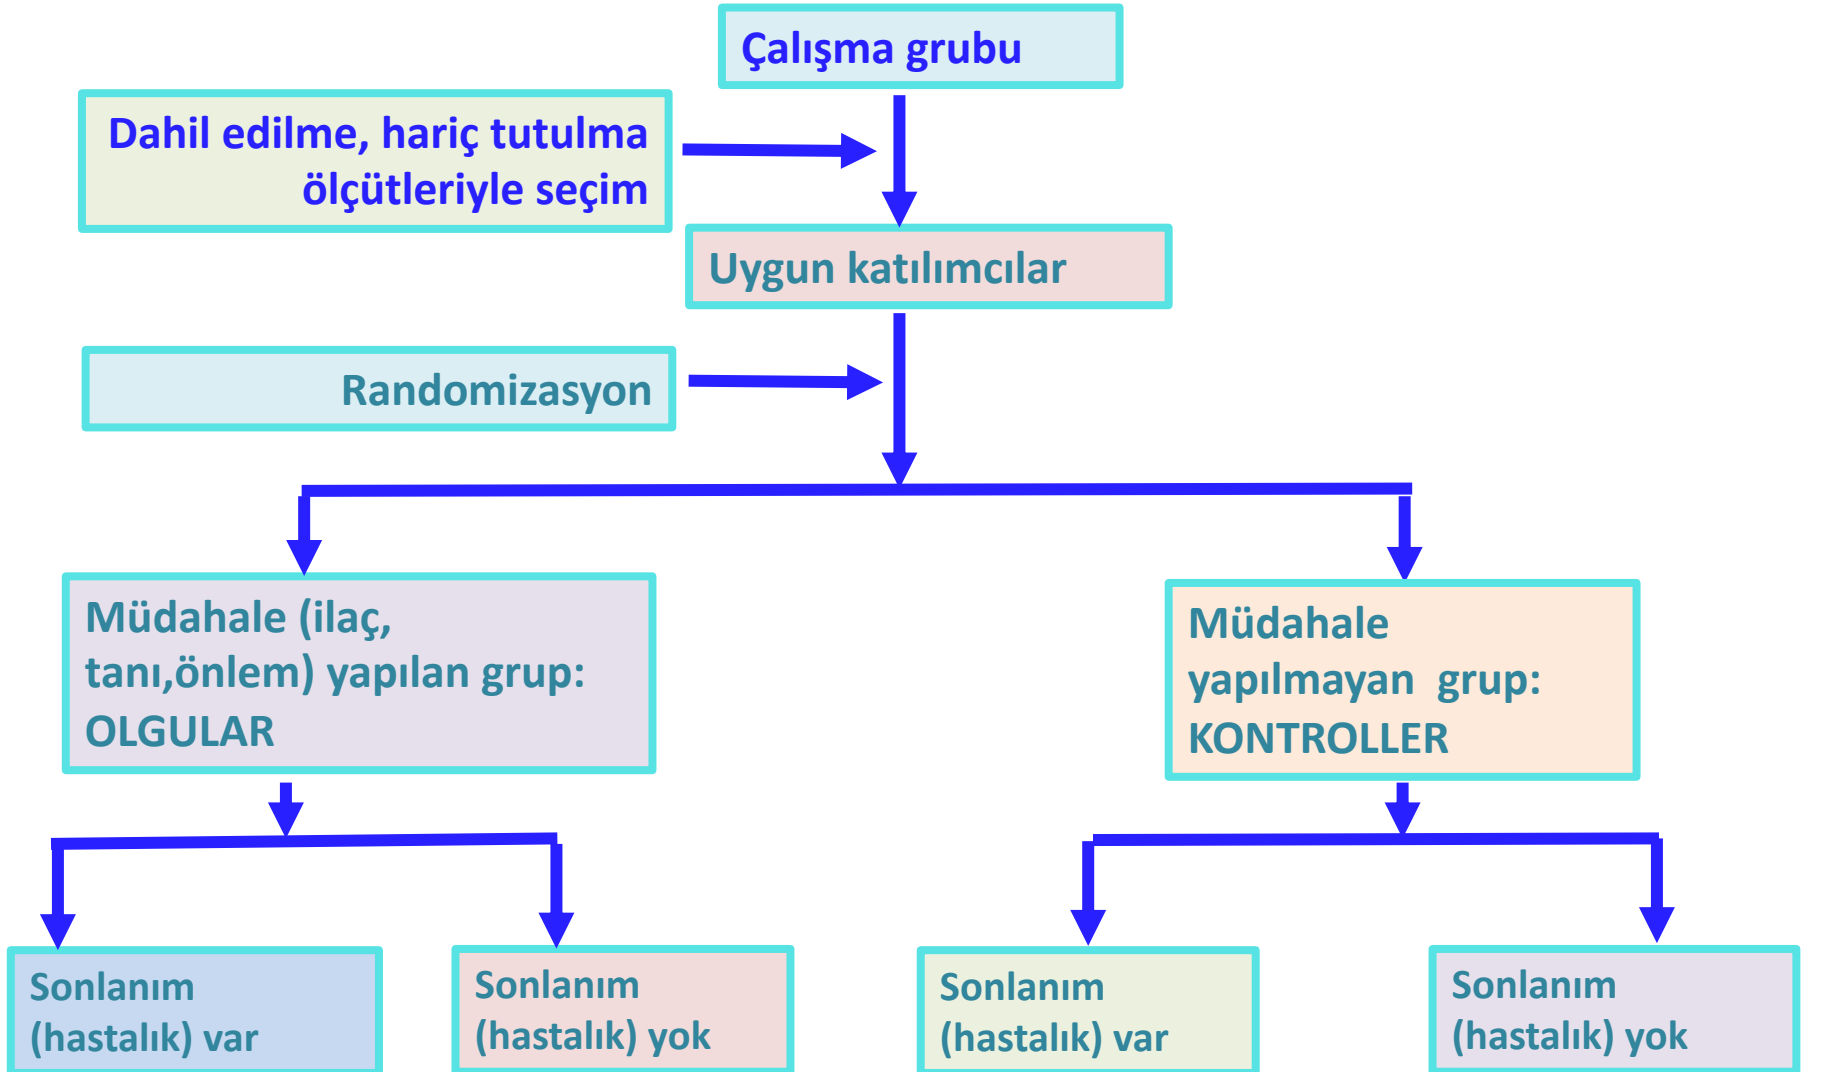 Çalışma grubu
Dahil edilme, hariç tutulma
ölçütleriyle seçim
Uygun katılımcılar
Randomizasyon
Müdahale (ilaç,
tanı,önlem) yapılan grup:
OLGULAR
Müdahale
yapılmayan  grup:
KONTROLLER
Sonlanım
(hastalık) var
Sonlanım
(hastalık) yok
Sonlanım
(hastalık) var
Sonlanım
(hastalık) yok